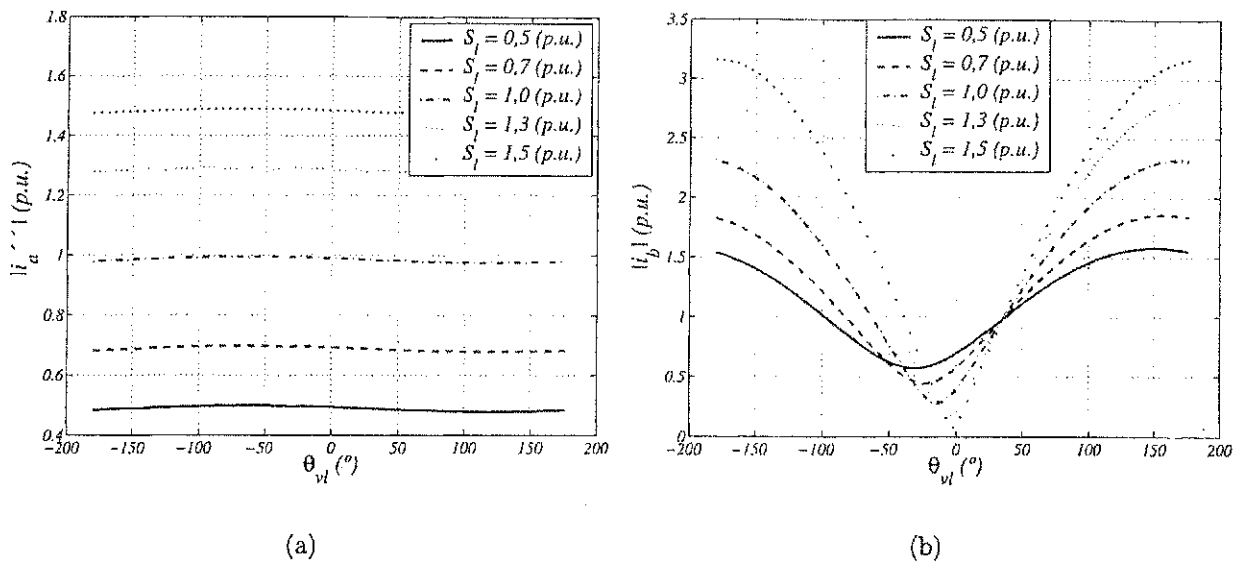 1.8
1.6
1.4
1.2
1
0.8
0.6
0.4
-200
-150
-100
-50
0
50
100
150
200
|i_a´´| (p.u.)
θ_vl (º)
S_l = 0,5 (p.u.)
S_l = 0,7 (p.u.)
S_l = 1,0 (p.u.)
S_l = 1,3 (p.u.)
S_l = 1,5 (p.u.)
(a)
3.5
3
2.5
2
1.5
1
0.5
0
-200
-150
-100
-50
0
50
100
150
200
|i_b| (p.u.)
θ_vl (º)
S_l = 0,5 (p.u.)
S_l = 0,7 (p.u.)
S_l = 1,0 (p.u.)
S_l = 1,3 (p.u.)
S_l = 1,5 (p.u.)
(b)